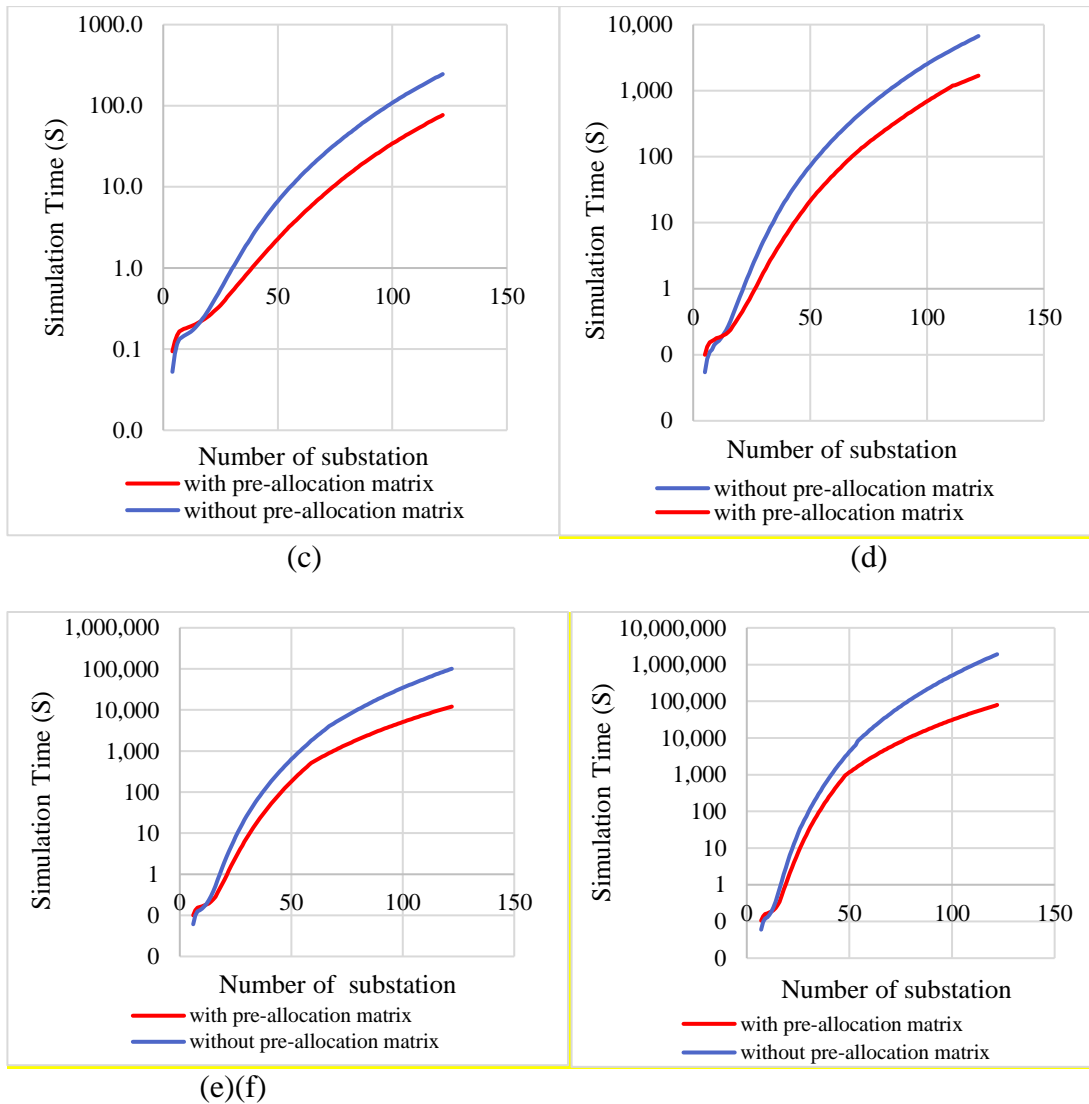 1000.0
100.0
10.0
1.0
0.1
0.0
0
50
100
150
Simulation Time (S)
Number of substation
with pre-allocation matrix
without pre-allocation matrix
10,000
1,000
100
10
1
0
0
0
50
100
150
Simulation Time (S)
Number of substation
without pre-allocation matrix
with pre-allocation matrix
(c)
(d)
1,000,000
100,000
10,000
1,000
100
10
1
0
0
0
50
100
150
Simulation Time (S)
Number of substation
with pre-allocation matrix
without pre-allocation matrix
10,000,000
1,000,000
100,000
10,000
1,000
100
10
1
0
0
0
50
100
150
Simulation Time (S)
Number of substation
with pre-allocation matrix
without pre-allocation matrix
(e)(f)